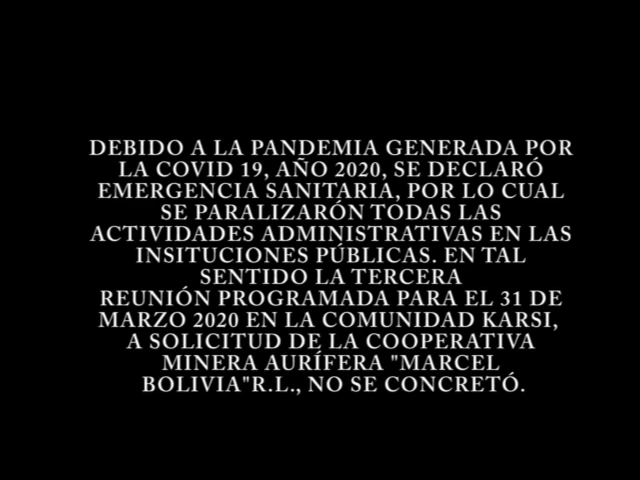 DEBIDO A LA PANDEMIA GENERADA POR
LA COVID 19, AÑO 2020, SE DECLARÓ
EMERGENCIA SANITARIA, POR LO CUAL
SE PARALIZARÓN TODAS LAS
ACTIVIDADES ADMINISTRATIVAS EN LAS
INSITUCIONES PÚBLICAS. EN TAL
SENTIDO LA TERCERA
REUNIÓN PROGRAMADA PARA EL 31 DE
MARZO 2020 EN LA COMUNIDAD KARSI,
A SOLICITUD DE LA COOPERATIVA
MINERA AURÍFERA "MARCEL
BOLIVIA"R.L., NO SE CONCRETÓ.